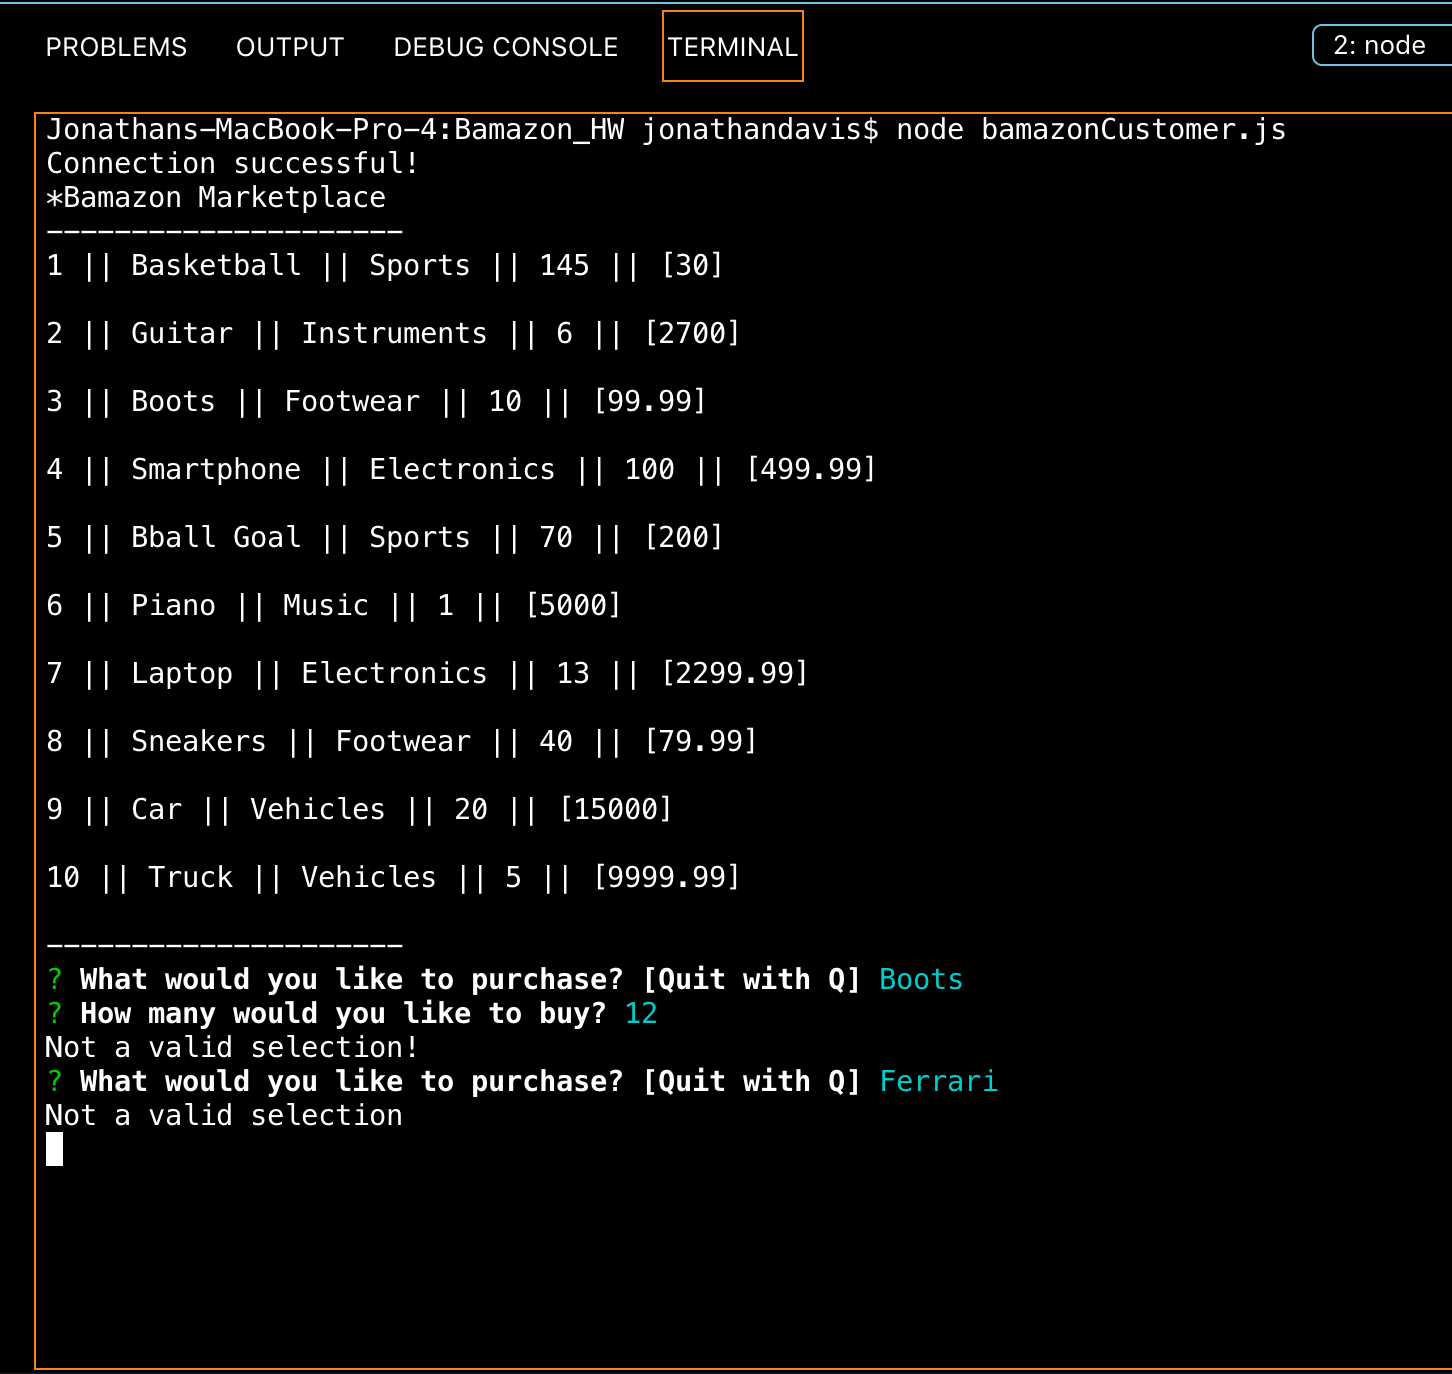 PROBLEMS OUTPUT DEBUG CONSOLE TERMINAL 2: node
Jonathans-MacBook-Pro-4:Bamazon_HW jonathandavis$ node bamazonCustomer.js
Connection successful!
*Bamazon Marketplace
---------------------
1 || Basketball || Sports || 145 || [30]
2 || Guitar || Instruments || 6 || [2700]
3 || Boots || Footwear || 10 || [99.99]
4 || Smartphone || Electronics || 100 || [499.99]
5 || Bball Goal || Sports || 70 || [200]
6 || Piano || Music || 1 || [5000]
7 || Laptop || Electronics || 13 || [2299.99]
8 || Sneakers || Footwear || 40 || [79.99]
9 || Car || Vehicles || 20 || [15000]
10 || Truck || Vehicles || 5 || [9999.99]
---------------------
? What would you like to purchase? [Quit with Q] Boots
? How many would you like to buy? 12
Not a valid selection!
? What would you like to purchase? [Quit with Q] Ferrari
Not a valid selection